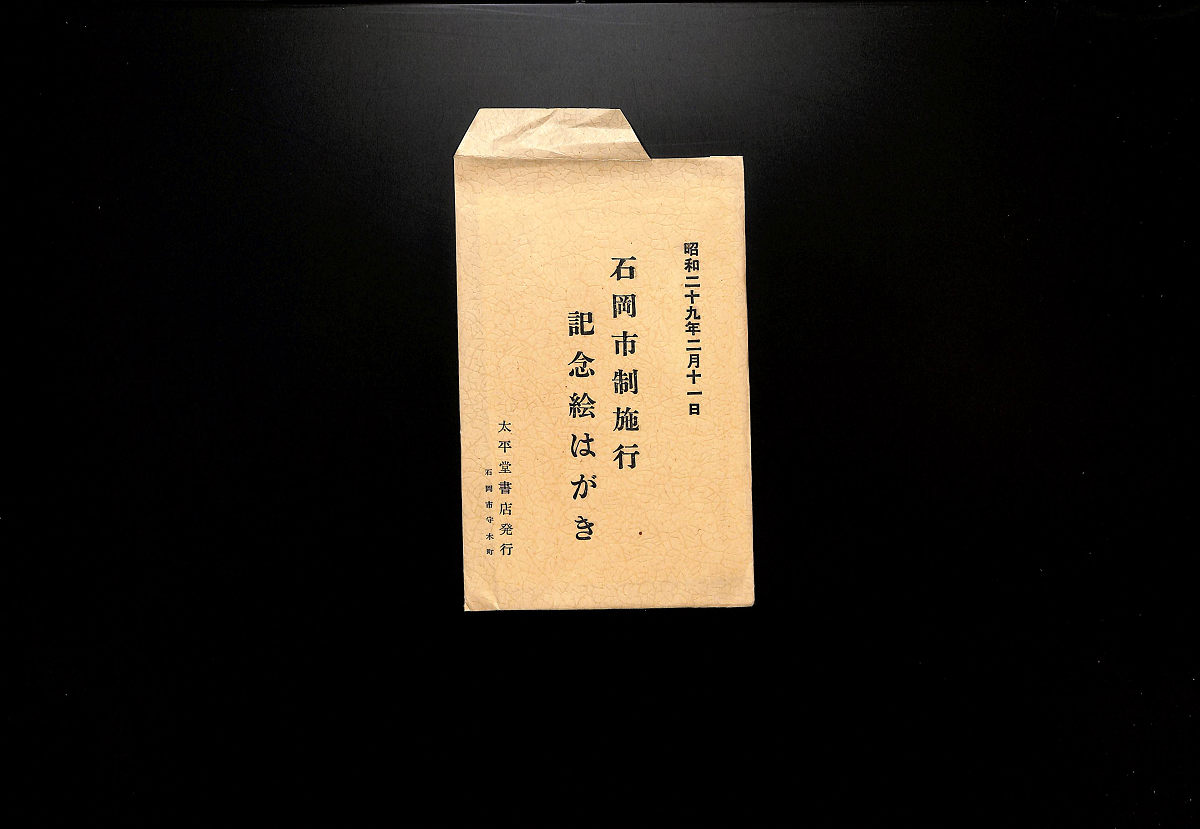 昭和二十九年二月十一日
石岡市制施行
記念絵はがき
太平堂書店発行
石岡市守木町